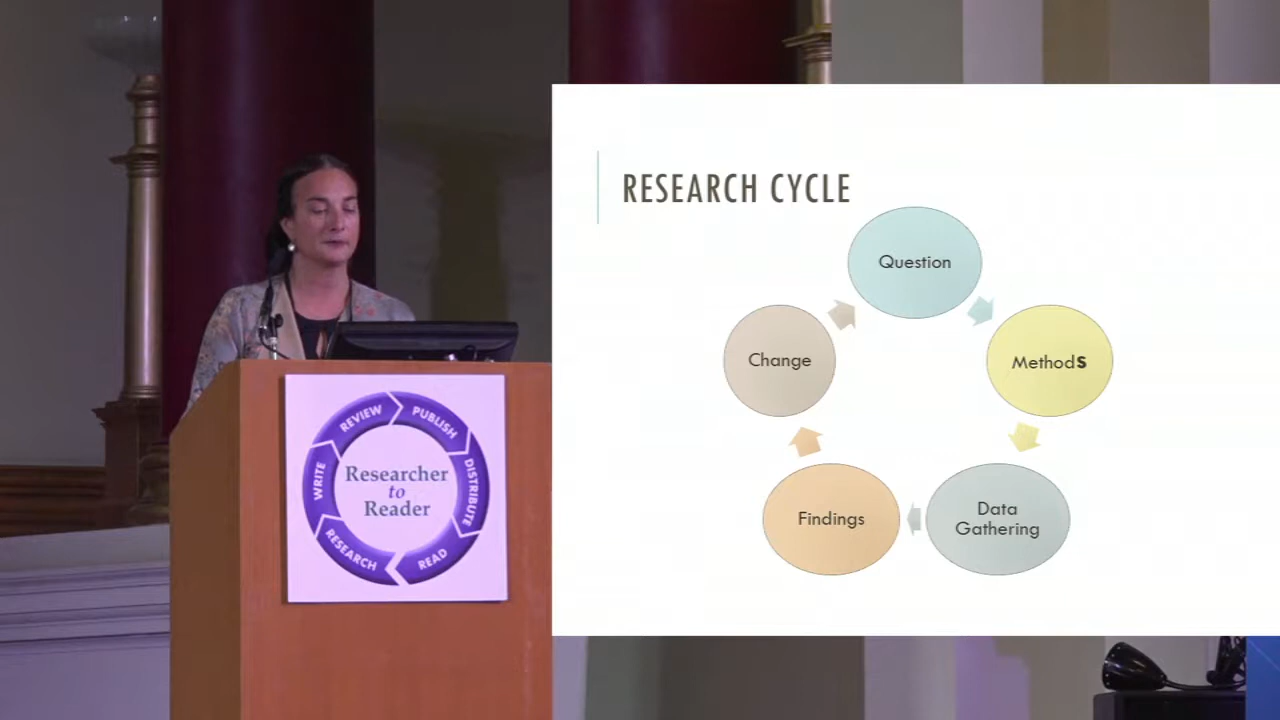 RESEARCH CYCLE
Question
MethodS
Data
Gathering
Findings
Change
REVIEW
PUBLISH
DISTRIBUTE
READ
RESEARCH
WRITE
Researcher
to
Reader